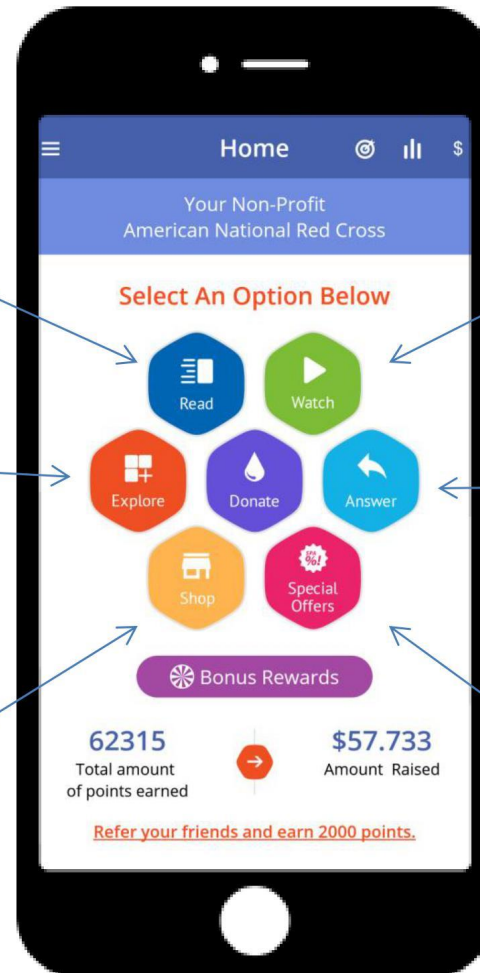 Home
$
Your Non-Profit
American National Red Cross
Select An Option Below
Read
Watch
Explore
Donate
Answer
Shop
%!
Special
Offers
Bonus Rewards
62315
$57.733
Total amount
of points earned
Amount Raised
Refer your friends and earn 2000 points.